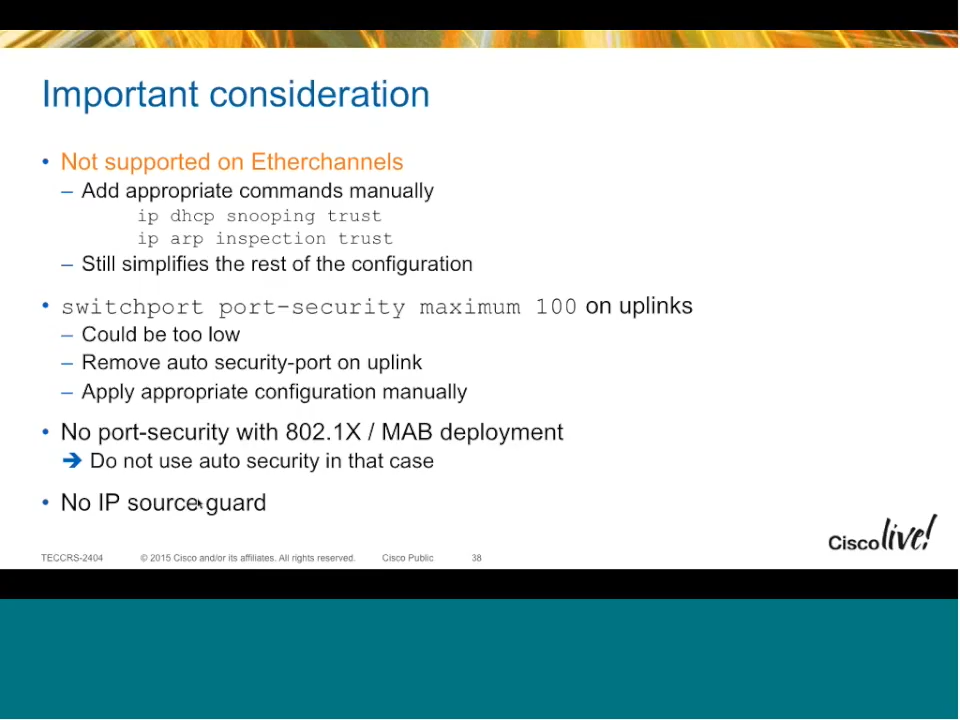 Important consideration
• Not supported on Etherchannels
– Add appropriate commands manually
ip dhcp snooping trust
ip arp inspection trust
– Still simplifies the rest of the configuration
• switchport port-security maximum 100 on uplinks
– Could be too low
– Remove auto security-port on uplink
– Apply appropriate configuration manually
• No port-security with 802.1X / MAB deployment
➔ Do not use auto security in that case
• No IP source guard
Cisco live!
TECCRS-2404 © 2015 Cisco and/or its affiliates. All rights reserved. Cisco Public 38